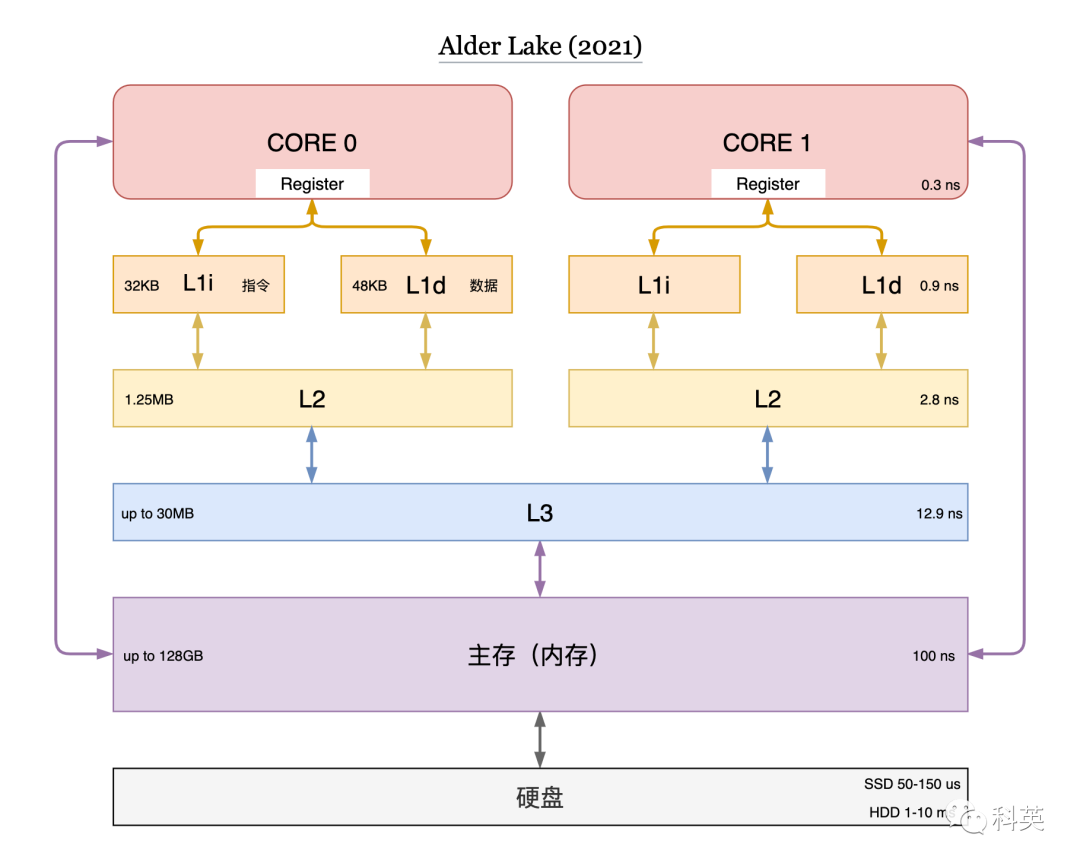 Alder Lake (2021)
CORE 0
CORE 1
Register
Register
0.3 ns
32KB L1i 指令
48KB L1d 数据
L1i
L1d 0.9 ns
1.25MB L2
L2 2.8 ns
up to 30MB L3 12.9 ns
up to 128GB 主存（内存） 100 ns
硬盘
SSD 50-150 us
HDD 1-10
科英